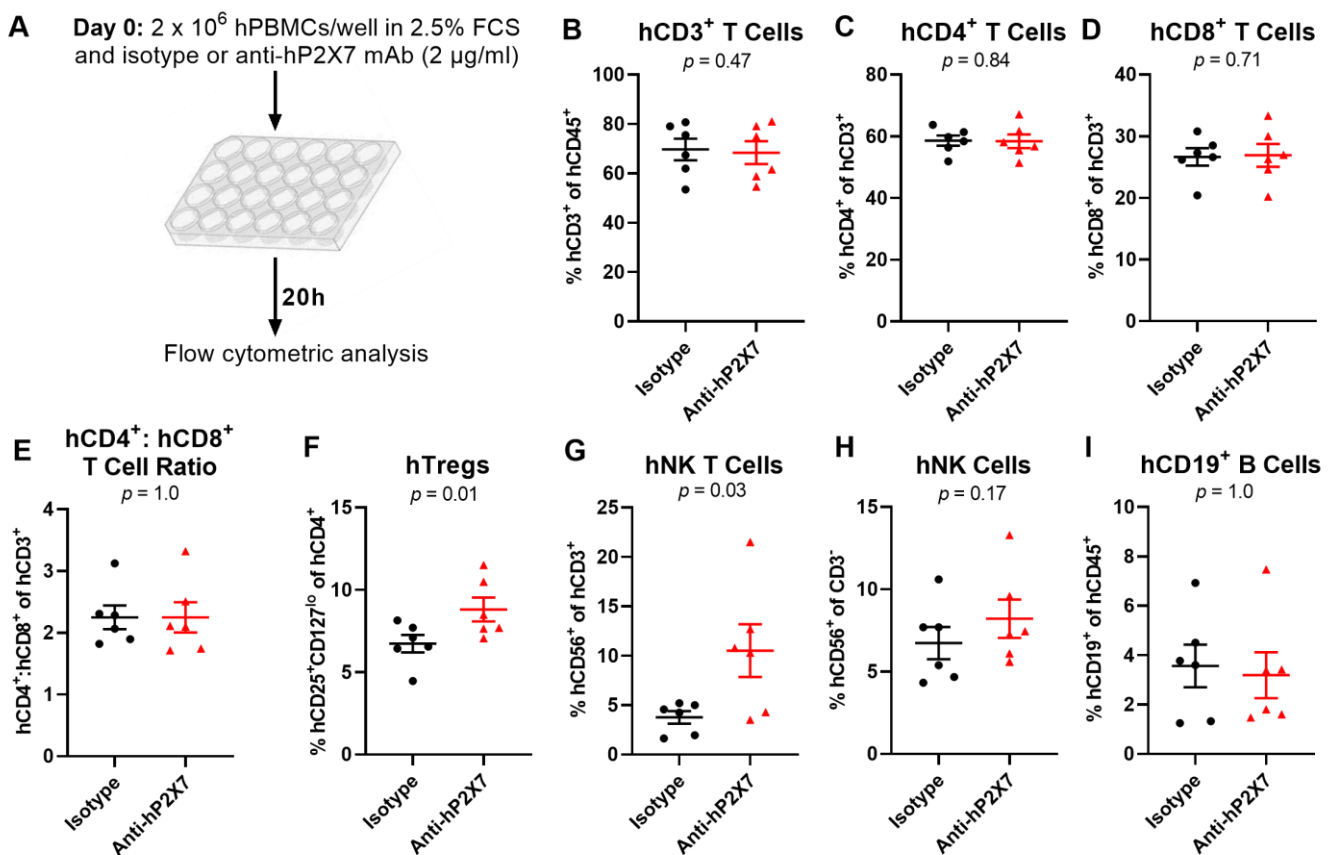 A
Day 0: 2 x 10⁶ hPBMCs/well in 2.5% FCS
and isotype or anti-hP2X7 mAb (2 µg/ml)
20h
Flow cytometric analysis
B
hCD3⁺ T Cells
p = 0.47
% hCD3⁺ of hCD45⁺
100
80
60
40
20
0
Isotype
Anti-hP2X7
C
hCD4⁺ T Cells
p = 0.84
% hCD4⁺ of hCD3⁺
80
60
40
20
0
Isotype
Anti-hP2X7
D
hCD8⁺ T Cells
p = 0.71
% hCD8⁺ of hCD3⁺
40
30
20
10
0
Isotype
Anti-hP2X7
E
hCD4⁺: hCD8⁺
T Cell Ratio
p = 1.0
hCD4⁺:hCD8⁺ of hCD3⁺
4
3
2
1
0
Isotype
Anti-hP2X7
F
hTregs
p = 0.01
% hCD25⁺CD127ˡᵒ of hCD4⁺
15
10
5
0
Isotype
Anti-hP2X7
G
hNK T Cells
p = 0.03
% hCD56⁺ of hCD3⁺
25
20
15
10
5
0
Isotype
Anti-hP2X7
H
hNK Cells
p = 0.17
% hCD56⁺ of CD3⁻
15
10
5
0
Isotype
Anti-hP2X7
I
hCD19⁺ B Cells
p = 1.0
% hCD19⁺ of hCD45⁺
10
8
6
4
2
0
Isotype
Anti-hP2X7